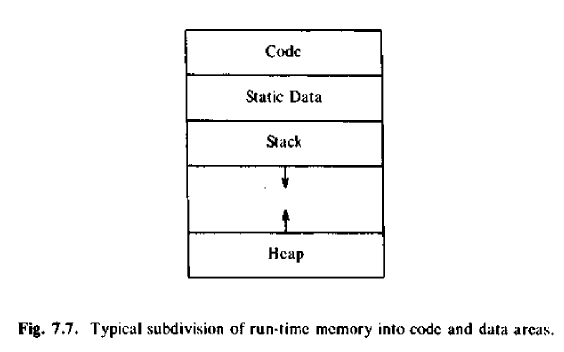 Code
Static Data
Stack
Heap
Fig. 7.7. Typical subdivision of run-time memory into code and data areas.